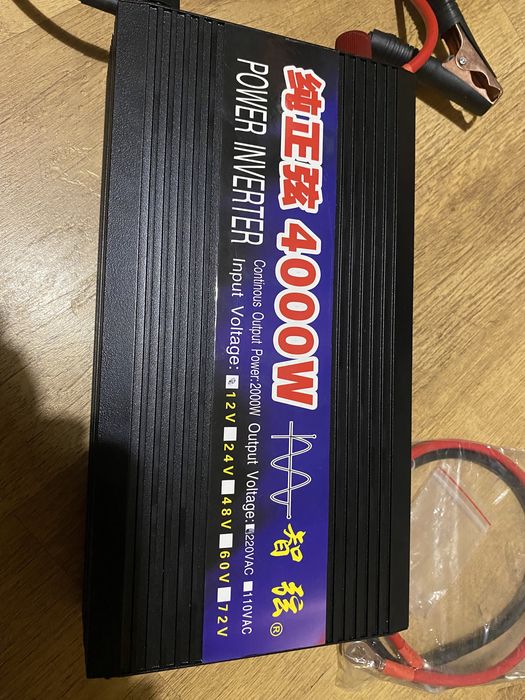 纯正弦 4000W
智弦®
POWER INVERTER
Continous Output Power:2000W Output Voltage: 220VAC 110VAC
Input Voltage: 12V 24V 48V 60V 72V